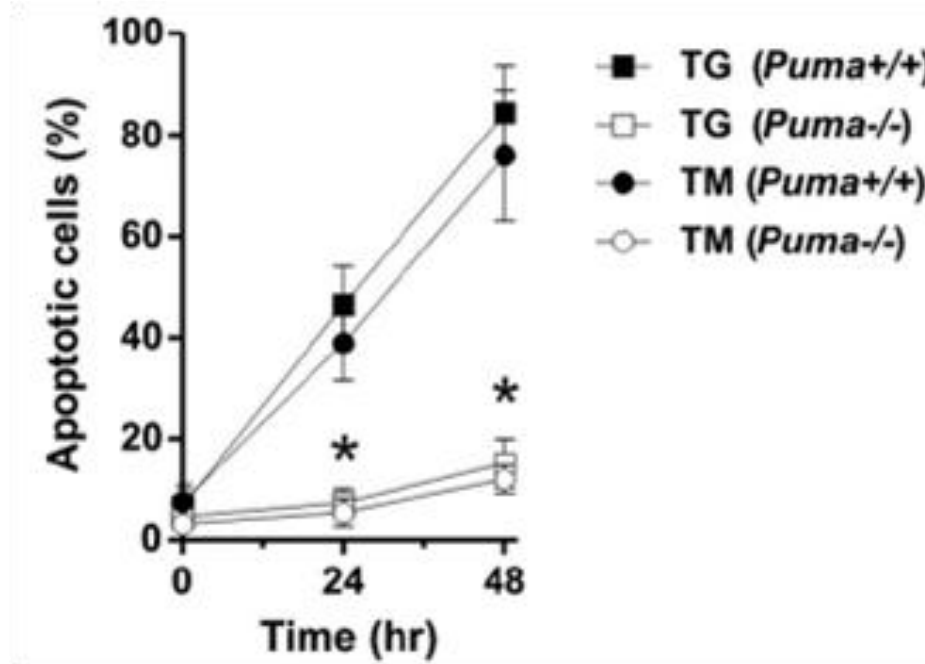 100
80
60
40
20
0
Apoptotic cells (%)
0 24 48
Time (hr)
TG (Puma+/+)
TG (Puma-/-)
TM (Puma+/+)
TM (Puma-/-)
*
*